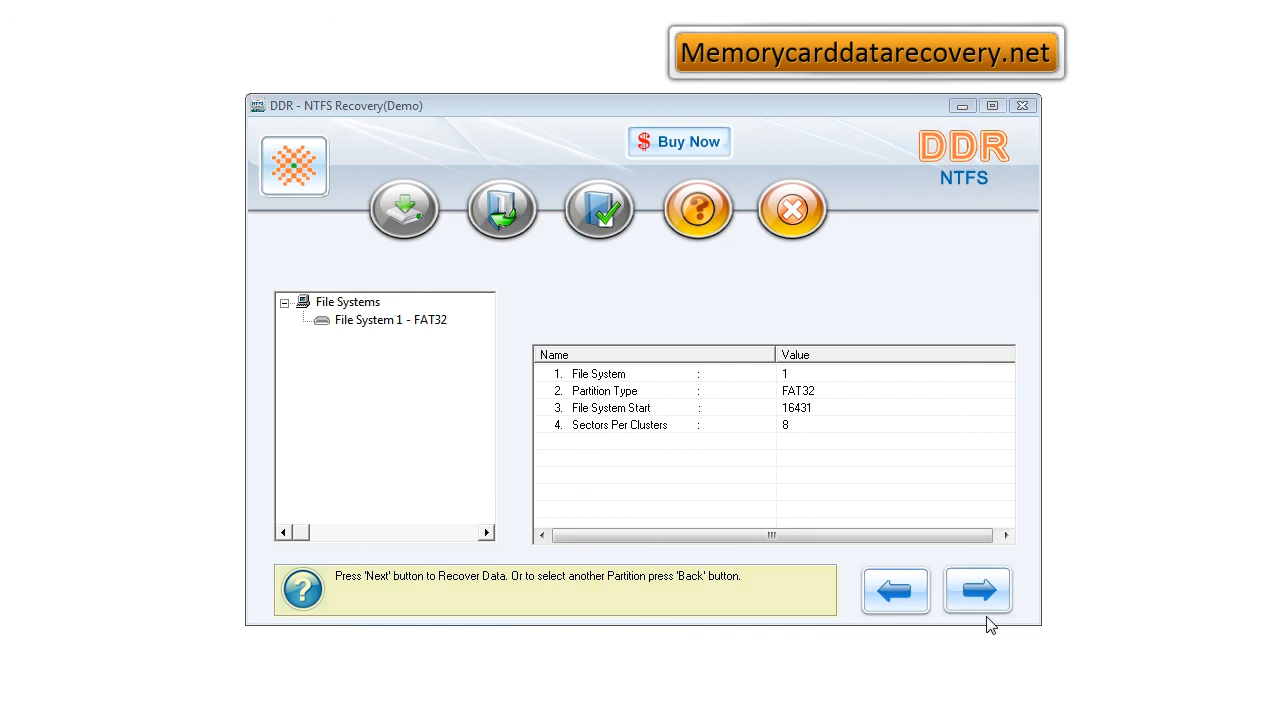 Memorycarddatarecovery.net
DDR - NTFS Recovery(Demo)
$ Buy Now
DDR
NTFS
File Systems
File System 1 - FAT32
Name Value
1. File System : 1
2. Partition Type : FAT32
3. File System Start : 16431
4. Sectors Per Clusters : 8
Press 'Next' button to Recover Data. Or to select another Partition press 'Back' button.